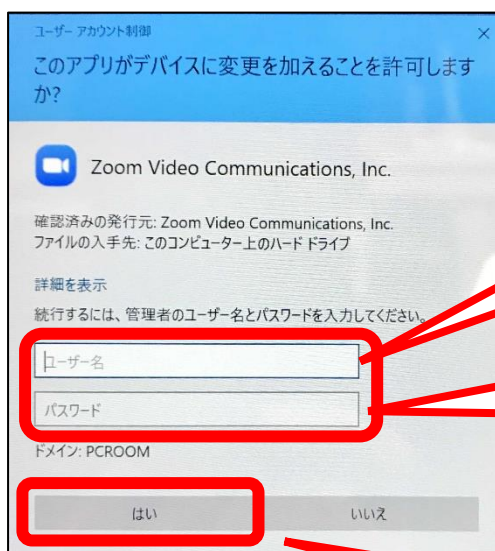 ユーザー アカウント制御
このアプリがデバイスに変更を加えることを許可します
か?
Zoom Video Communications, Inc.
確認済みの発行元: Zoom Video Communications, Inc.
ファイルの入手先: このコンピューター上のハード ドライブ
詳細を表示
続行するには、管理者のユーザー名とパスワードを入力してください。
ユーザー名
パスワード
ドメイン: PCROOM
はい いいえ